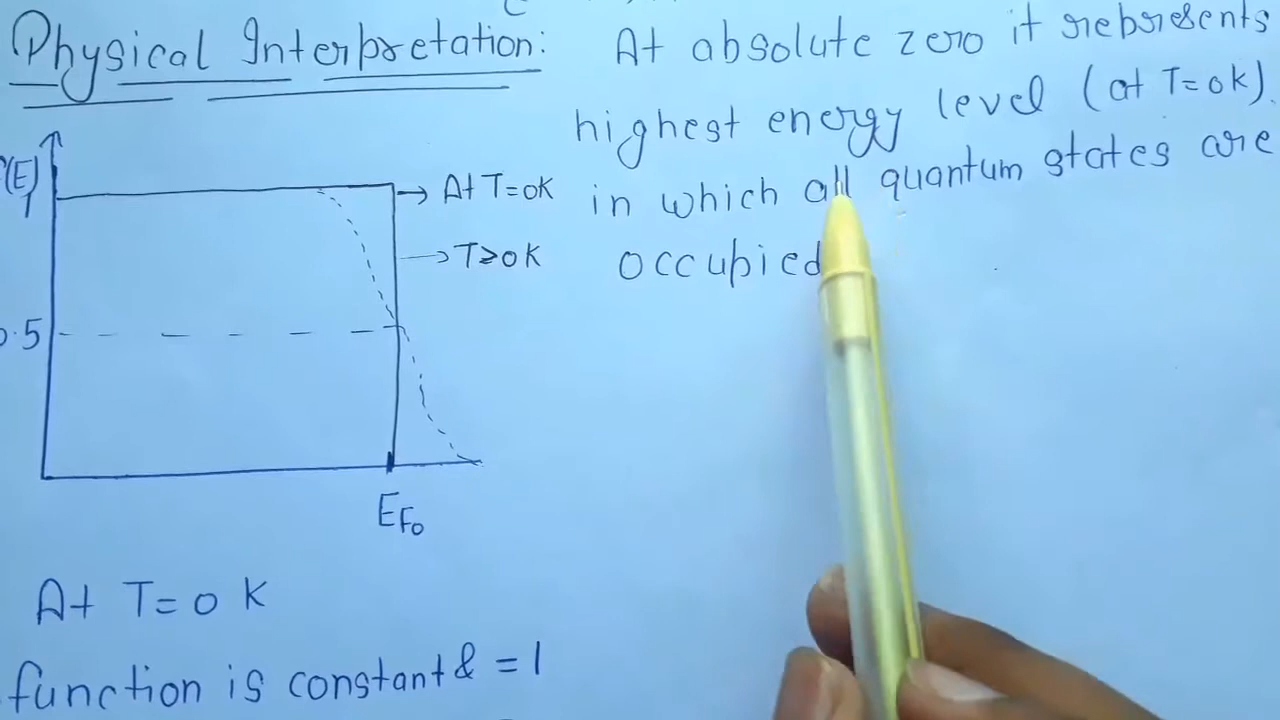 Physical Interpretation:
At absolute zero it represents
highest energy level (at T=0K).
in which all quantum states are
occupied
(E)
1
→ At T=0K
→ T>0K
0.5
EF0
At T=0 K
function is constant & = 1